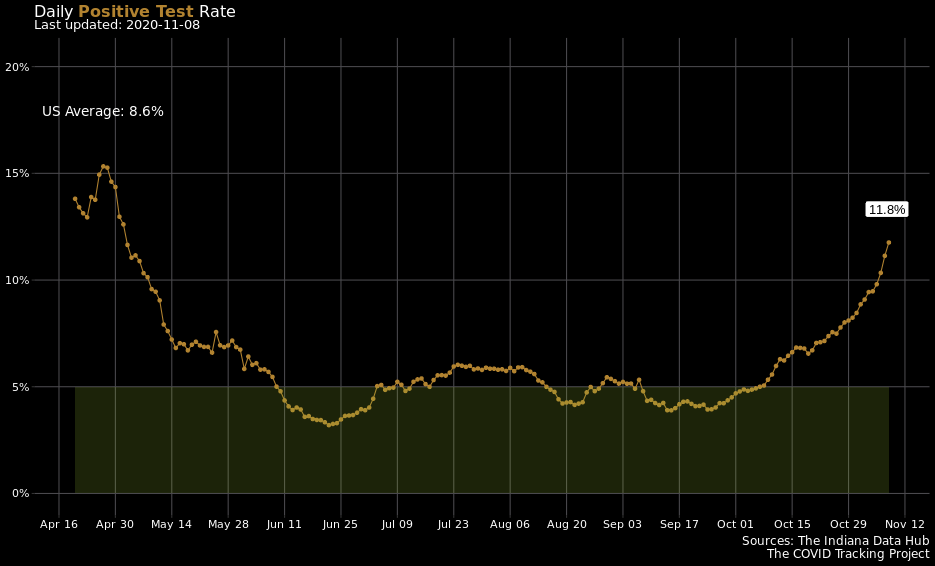 Daily Positive Test Rate
Last updated: 2020-11-08
20%
US Average: 8.6%
15%
11.8%
10%
5%
0%
Apr 16 Apr 30 May 14 May 28 Jun 11 Jun 25 Jul 09 Jul 23 Aug 06 Aug 20 Sep 03 Sep 17 Oct 01 Oct 15 Oct 29 Nov 12
Sources: The Indiana Data Hub
The COVID Tracking Project